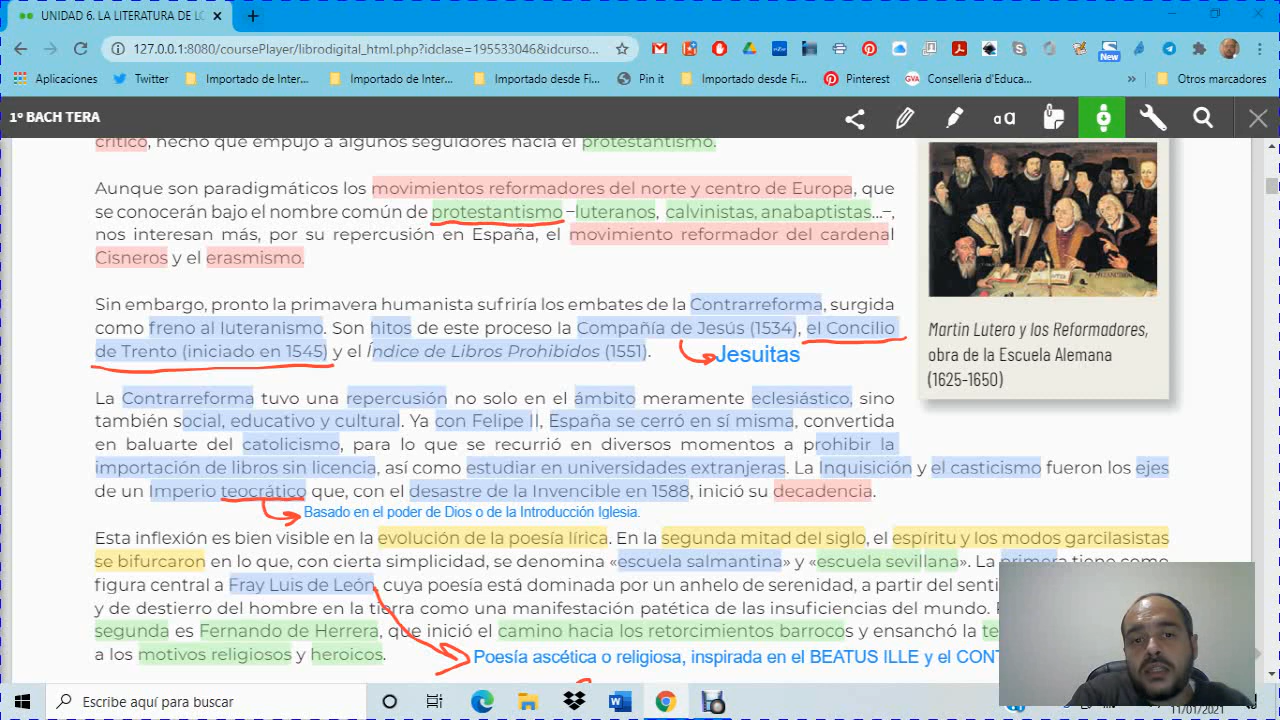 UNIDAD 6. LA LITERATURA DE LO
127.0.0.1:8080/coursePlayer/librodigital_html.php?idclase=195533046&idcurso...
New
Aplicaciones Twitter Importado de Inter... Importado de Inter... Importado desde Fi... Pin it Importado desde Fi... Pinterest GVA Conselleria d'Educa... » Otros marcadores
1º BACH TERA
aA
crítico, hecho que empujó a algunos seguidores hacia el protestantismo.
Aunque son paradigmáticos los movimientos reformadores del norte y centro de Europa, que
se conocerán bajo el nombre común de protestantismo –luteranos, calvinistas, anabaptistas...–,
nos interesan más, por su repercusión en España, el movimiento reformador del cardenal
Cisneros y el erasmismo.
Sin embargo, pronto la primavera humanista sufriría los embates de la Contrarreforma, surgida
como freno al luteranismo. Son hitos de este proceso la Compañía de Jesús (1534), el Concilio
de Trento (iniciado en 1545) y el Índice de Libros Prohibidos (1551).
Jesuitas
Martin Lutero y los Reformadores,
obra de la Escuela Alemana
(1625-1650)
La Contrarreforma tuvo una repercusión no solo en el ámbito meramente eclesiástico, sino
también social, educativo y cultural. Ya con Felipe II, España se cerró en sí misma, convertida
en baluarte del catolicismo, para lo que se recurrió en diversos momentos a prohibir la
importación de libros sin licencia, así como estudiar en universidades extranjeras. La Inquisición y el casticismo fueron los ejes
de un Imperio teocrático que, con el desastre de la Invencible en 1588, inició su decadencia.
Basado en el poder de Dios o de la Introducción Iglesia.
Esta inflexión es bien visible en la evolución de la poesía lírica. En la segunda mitad del siglo, el espíritu y los modos garcilasistas
se bifurcaron en lo que, con cierta simplicidad, se denomina «escuela salmantina» y «escuela sevillana». La primera tiene como
figura central a Fray Luis de León, cuya poesía está dominada por un anhelo de serenidad, a partir del senti
y de destierro del hombre en la tierra como una manifestación patética de las insuficiencias del mundo.
segunda es Fernando de Herrera, que inició el camino hacia los retorcimientos barrocos y ensanchó la te
a los motivos religiosos y heroicos.
Poesía ascética o religiosa, inspirada en el BEATUS ILLE y el CONT
Escribe aquí para buscar
11/01/2021